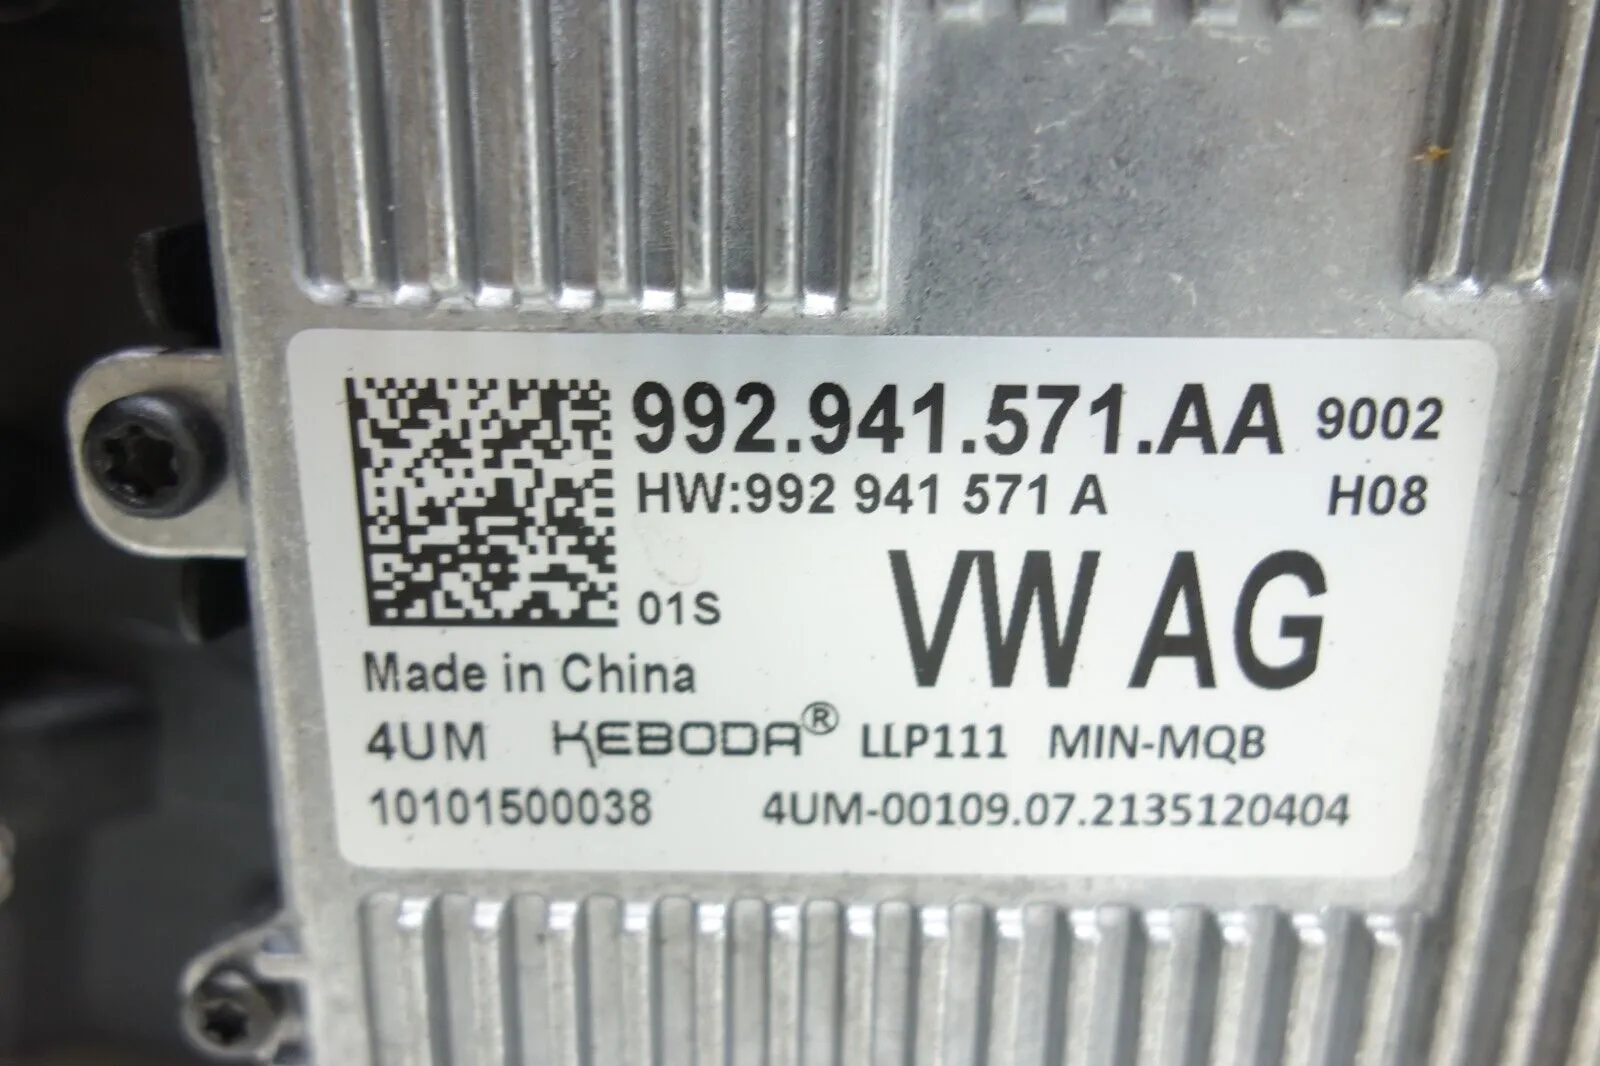 992.941.571.AA 9002
HW:992 941 571 A H08
01S VW AG
Made in China
4UM KEBODA® LLP111 MIN-MQB
10101500038 4UM-00109.07.2135120404